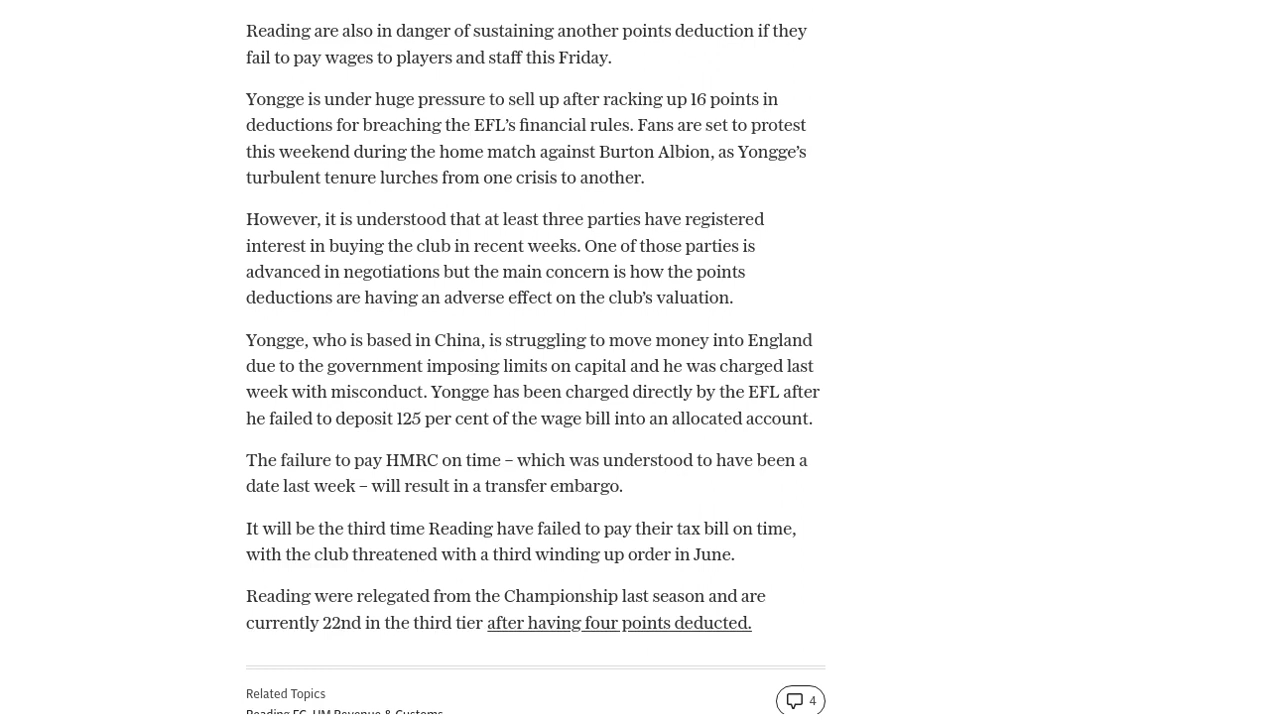 Reading are also in danger of sustaining another points deduction if they
fail to pay wages to players and staff this Friday.
Yongge is under huge pressure to sell up after racking up 16 points in
deductions for breaching the EFL’s financial rules. Fans are set to protest
this weekend during the home match against Burton Albion, as Yongge’s
turbulent tenure lurches from one crisis to another.
However, it is understood that at least three parties have registered
interest in buying the club in recent weeks. One of those parties is
advanced in negotiations but the main concern is how the points
deductions are having an adverse effect on the club’s valuation.
Yongge, who is based in China, is struggling to move money into England
due to the government imposing limits on capital and he was charged last
week with misconduct. Yongge has been charged directly by the EFL after
he failed to deposit 125 per cent of the wage bill into an allocated account.
The failure to pay HMRC on time – which was understood to have been a
date last week – will result in a transfer embargo.
It will be the third time Reading have failed to pay their tax bill on time,
with the club threatened with a third winding up order in June.
Reading were relegated from the Championship last season and are
currently 22nd in the third tier after having four points deducted.
Related Topics
4
Reading FC, HM Revenue & Customs